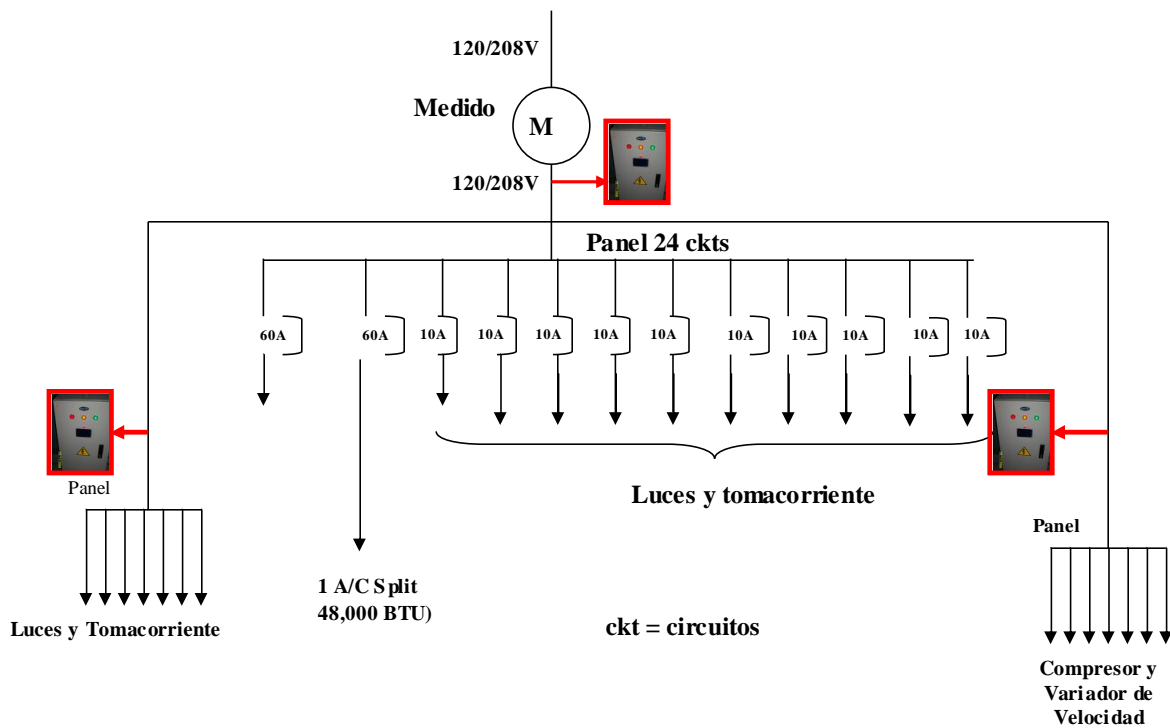 120/208V
Medido
M
120/208V
Panel 24 ckts
60A
60A
10A
10A
10A
10A
10A
10A
10A
10A
10A
10A
Panel
Luces y tomacorriente
Panel
1 A/C Split
48,000 BTU)
Luces y Tomacorriente
ckt = circuitos
Compresor y
Variador de
Velocidad